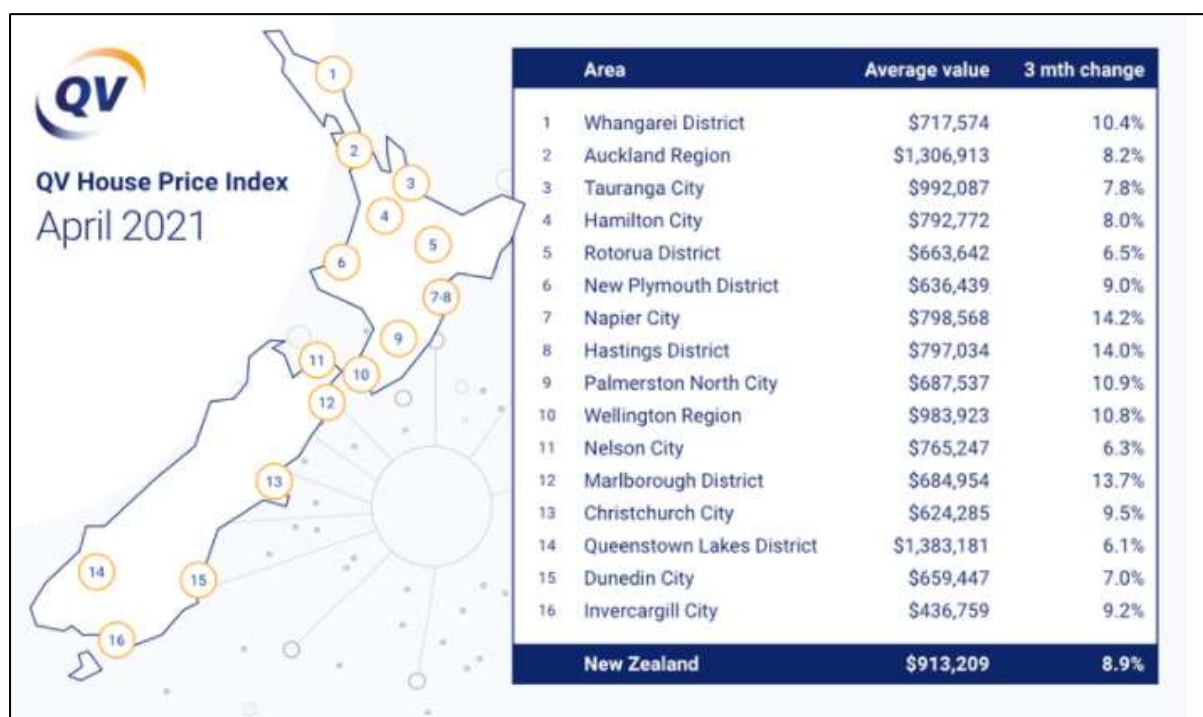 QV
QV House Price Index
April 2021
1
2
3
4
5
6
7-8
9
10
11
12
13
14
15
16
Area Average value 3 mth change
1 Whangarei District $717,574 10.4%
2 Auckland Region $1,306,913 8.2%
3 Tauranga City $992,087 7.8%
4 Hamilton City $792,772 8.0%
5 Rotorua District $663,642 6.5%
6 New Plymouth District $636,439 9.0%
7 Napier City $798,568 14.2%
8 Hastings District $797,034 14.0%
9 Palmerston North City $687,537 10.9%
10 Wellington Region $983,923 10.8%
11 Nelson City $765,247 6.3%
12 Marlborough District $684,954 13.7%
13 Christchurch City $624,285 9.5%
14 Queenstown Lakes District $1,383,181 6.1%
15 Dunedin City $659,447 7.0%
16 Invercargill City $436,759 9.2%
New Zealand $913,209 8.9%